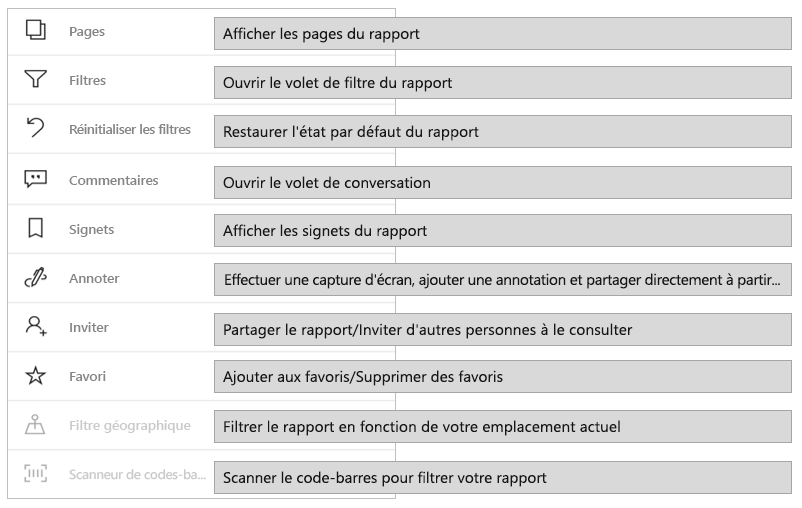 Pages
Afficher les pages du rapport
Filtres
Ouvrir le volet de filtre du rapport
Réinitialiser les filtres
Restaurer l'état par défaut du rapport
Commentaires
Ouvrir le volet de conversation
Signets
Afficher les signets du rapport
Annoter
Effectuer une capture d'écran, ajouter une annotation et partager directement à partir...
Inviter
Partager le rapport/Inviter d'autres personnes à le consulter
Favori
Ajouter aux favoris/Supprimer des favoris
Filtre géographique
Filtrer le rapport en fonction de votre emplacement actuel
Scanneur de codes-ba...
Scanner le code-barres pour filtrer votre rapport